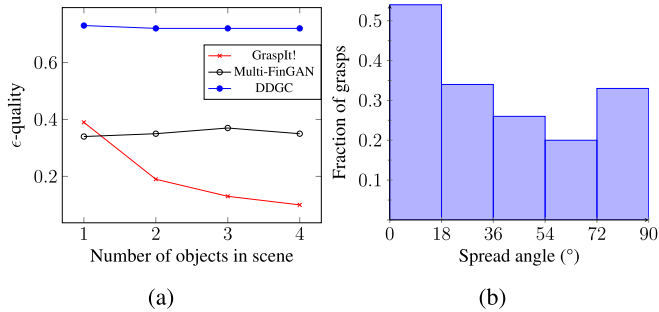 0.6
0.4
0.2
ϵ-quality
GraspIt!
Multi-FinGAN
DDGC
1 2 3 4
Number of objects in scene
(a)
0.5
0.4
0.3
0.2
0.1
Fraction of grasps
0 18 36 54 72 90
Spread angle (°)
(b)